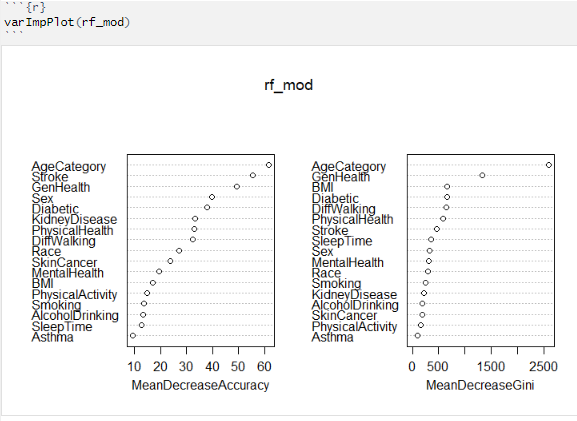 ```{r}
varImpPlot(rf_mod)
```
rf_mod
AgeCategory
Stroke
GenHealth
Sex
Diabetic
KidneyDisease
PhysicalHealth
DiffWalking
Race
SkinCancer
MentalHealth
BMI
PhysicalActivity
Smoking
AlcoholDrinking
SleepTime
Asthma
10 20 30 40 50 60
MeanDecreaseAccuracy
AgeCategory
GenHealth
BMI
Diabetic
DiffWalking
PhysicalHealth
Stroke
SleepTime
Sex
MentalHealth
Race
Smoking
KidneyDisease
AlcoholDrinking
SkinCancer
PhysicalActivity
Asthma
0 500 1500 2500
MeanDecreaseGini